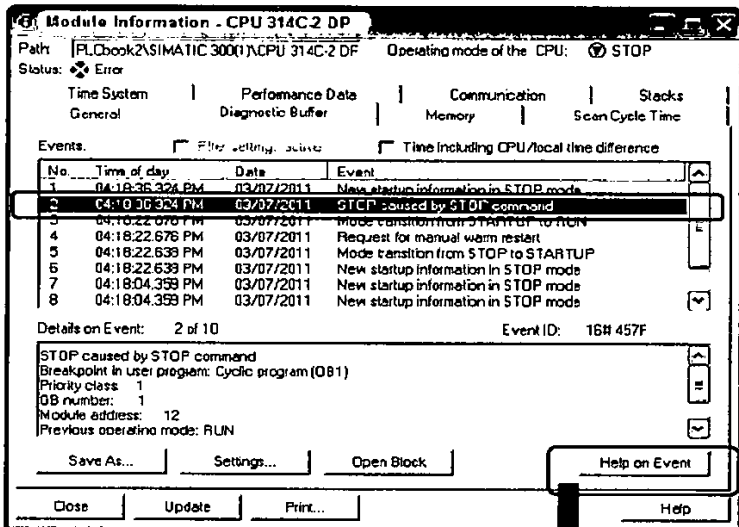 Module Information - CPU 314C-2 DP
Path: PLCbook2\SIMATIC 300(1)\CPU 314C-2 DP Operating mode of the CPU: STOP
Status: Error
Time System Performance Data Communication Stacks
General Diagnostic Buffer Memory Scan Cycle Time
Events: Filter settings active Time including CPU/local time difference
No. Time of day Date Event
1 04:18:36.324 PM 03/07/2011 New startup information in STOP mode
2 04:18:36.324 PM 03/07/2011 STOP caused by STOP command
3 04:18:22.676 PM 03/07/2011 Mode transition from STARTUP to RUN
4 04:18:22.676 PM 03/07/2011 Request for manual warm restart
5 04:18:22.639 PM 03/07/2011 Mode transition from STOP to STARTUP
6 04:18:22.639 PM 03/07/2011 New startup information in STOP mode
7 04:18:04.359 PM 03/07/2011 New startup information in STOP mode
8 04:18:04.359 PM 03/07/2011 New startup information in STOP mode
Details on Event: 2 of 10 Event ID: 16# 457F
STOP caused by STOP command
Breakpoint in user program: Cyclic program (OB1)
Priority class 1
OB number: 1
Module address: 12
Previous operating mode: RUN
Save As... Settings... Open Block Help on Event
Close Update Print... Help